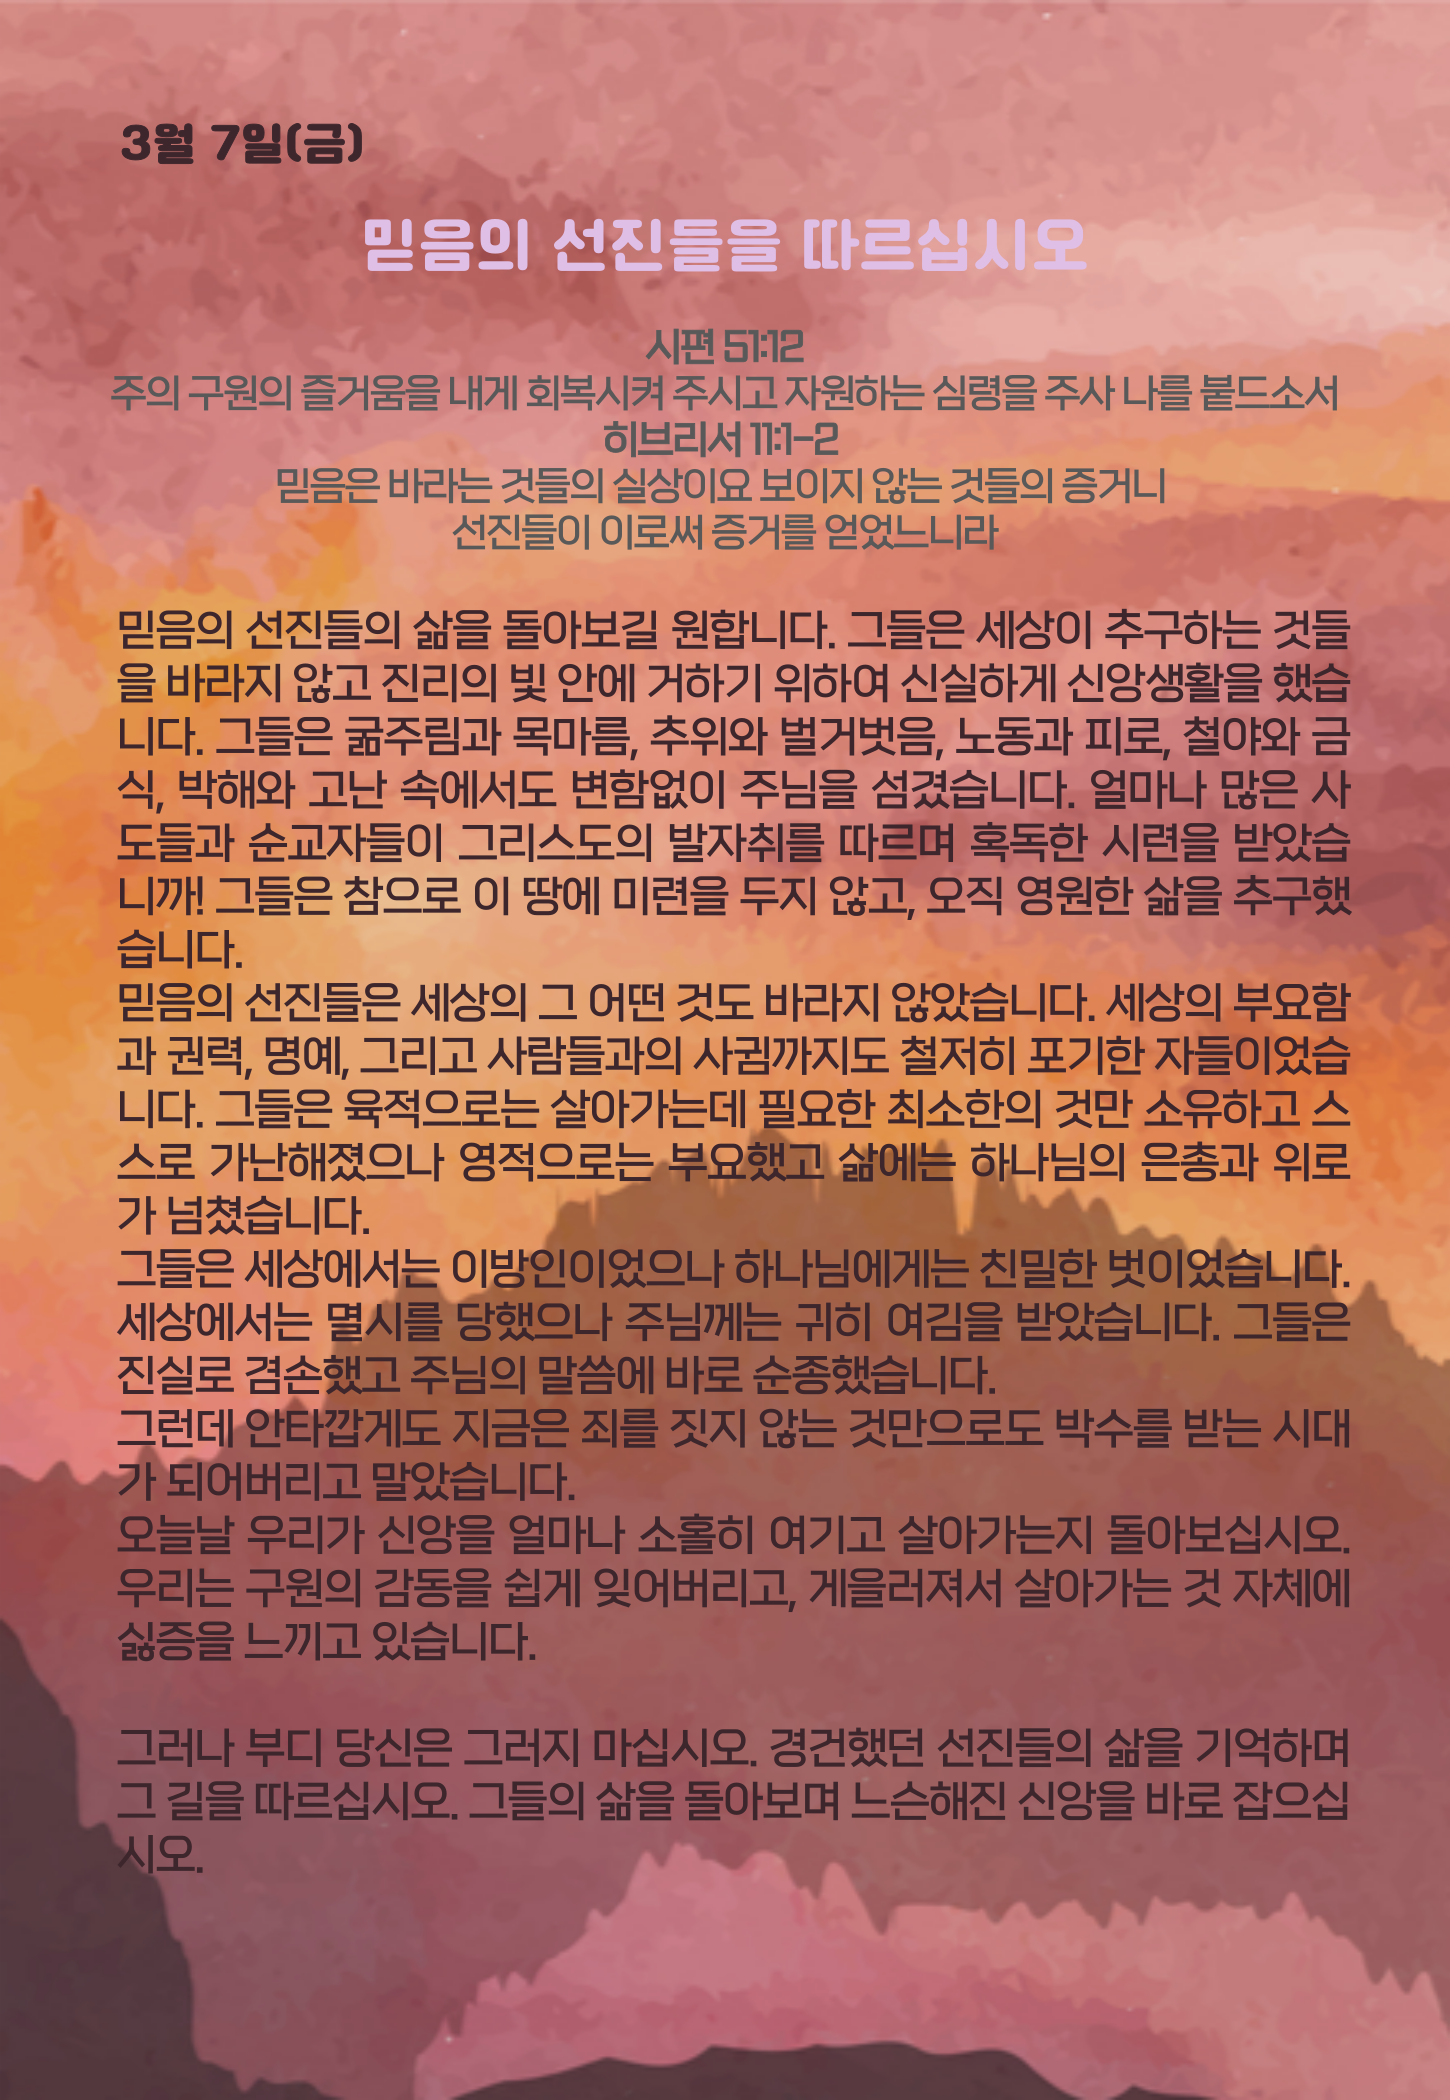 3월 7일(금)
믿음의 선진들을 따르십시오
시편 51:12
주의 구원의 즐거움을 내게 회복시켜 주시고 자원하는 심령을 주사 나를 붙드소서
히브리서 11:1-2
믿음은 바라는 것들의 실상이요 보이지 않는 것들의 증거니
선진들이 이로써 증거를 얻었느니라
믿음의 선진들의 삶을 돌아보길 원합니다. 그들은 세상이 추구하는 것들
을 바라지 않고 진리의 빛 안에 거하기 위하여 신실하게 신앙생활을 했습
니다. 그들은 굶주림과 목마름, 추위와 벌거벗음, 노동과 피로, 철야와 금
식, 박해와 고난 속에서도 변함없이 주님을 섬겼습니다. 얼마나 많은 사
도들과 순교자들이 그리스도의 발자취를 따르며 혹독한 시련을 받았습
니까! 그들은 참으로 이 땅에 미련을 두지 않고, 오직 영원한 삶을 추구했
습니다.
믿음의 선진들은 세상의 그 어떤 것도 바라지 않았습니다. 세상의 부요함
과 권력, 명예, 그리고 사람들과의 사귐까지도 철저히 포기한 자들이었습
니다. 그들은 육적으로는 살아가는데 필요한 최소한의 것만 소유하고 스
스로 가난해졌으나 영적으로는 부요했고 삶에는 하나님의 은총과 위로
가 넘쳤습니다.
그들은 세상에서는 이방인이었으나 하나님에게는 친밀한 벗이었습니다.
세상에서는 멸시를 당했으나 주님께는 귀히 여김을 받았습니다. 그들은
진실로 겸손했고 주님의 말씀에 바로 순종했습니다.
그런데 안타깝게도 지금은 죄를 짓지 않는 것만으로도 박수를 받는 시대
가 되어버리고 말았습니다.
오늘날 우리가 신앙을 얼마나 소홀히 여기고 살아가는지 돌아보십시오.
우리는 구원의 감동을 쉽게 잊어버리고, 게을러져서 살아가는 것 자체에
싫증을 느끼고 있습니다.
그러나 부디 당신은 그러지 마십시오. 경건했던 선진들의 삶을 기억하며
그 길을 따르십시오. 그들의 삶을 돌아보며 느슨해진 신앙을 바로 잡으십
시오.